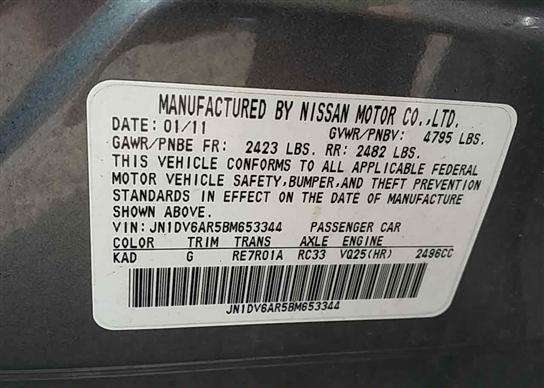 MANUFACTURED BY NISSAN MOTOR CO.,LTD.
DATE: 01/11 GVWR/PNBV: 4795 LBS.
GAWR/PNBE FR: 2423 LBS. RR: 2482 LBS.
THIS VEHICLE CONFORMS TO ALL APPLICABLE FEDERAL
MOTOR VEHICLE SAFETY,BUMPER,AND THEFT PREVENTION
STANDARDS IN EFFECT ON THE DATE OF MANUFACTURE
SHOWN ABOVE.
VIN: JN1DV6AR5BM653344 PASSENGER CAR
COLOR TRIM TRANS AXLE ENGINE
KAD G RE7R01A RC33 VQ25(HR) 2496CC
JN1DV6AR5BM653344